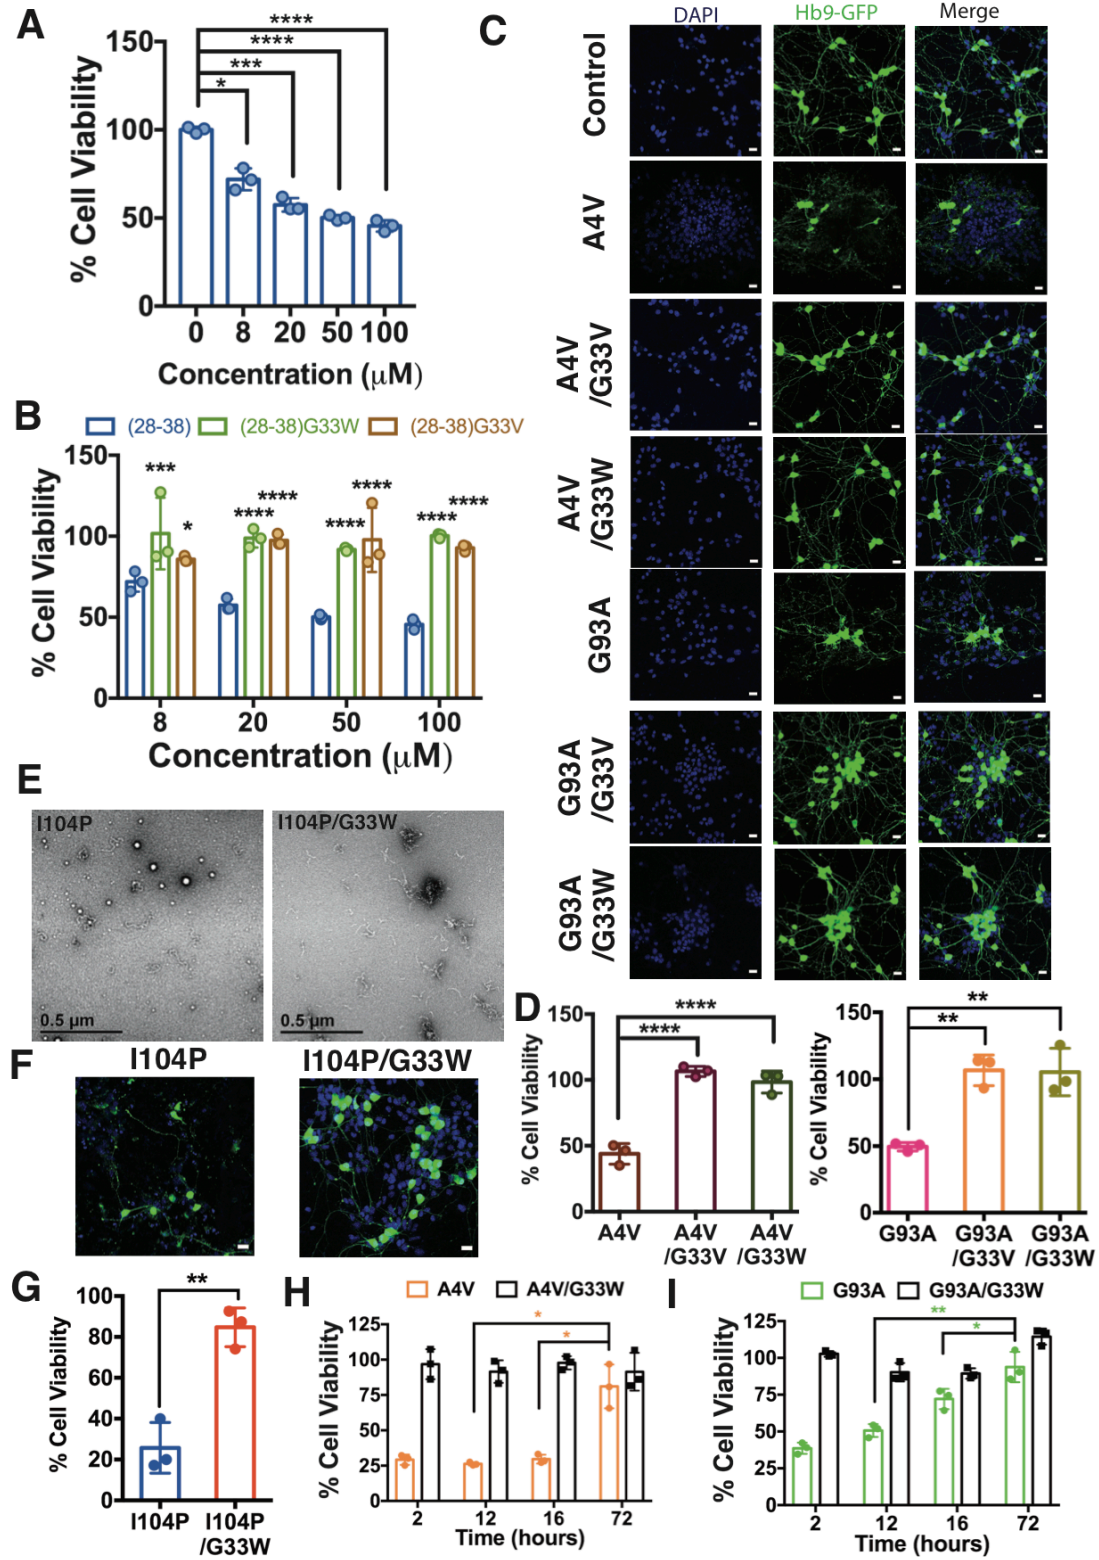 A
150
100
50
0
% Cell Viability
****
****
***
*
0 8 20 50 100
Concentration (μM)
B
(28-38) (28-38)G33W (28-38)G33V
150
100
50
0
% Cell Viability
***
*
****
****
****
****
****
****
8 20 50 100
Concentration (μM)
C
DAPI Hb9-GFP Merge
Control
A4V
A4V
/G33V
A4V
/G33W
G93A
G93A
/G33V
G93A
/G33W
E
I104P
0.5 μm
I104P/G33W
0.5 μm
D
150
100
50
0
% Cell Viability
****
****
A4V
A4V
/G33V
A4V
/G33W
150
100
50
0
% Cell Viability
**
**
G93A
G93A
/G33V
G93A
/G33W
F
I104P
I104P/G33W
G
100
80
60
40
20
0
% Cell Viability
**
I104P
I104P
/G33W
H
A4V A4V/G33W
125
100
75
50
25
0
% Cell Viability
*
*
2 12 16 72
Time (hours)
I
G93A G93A/G33W
125
100
75
50
25
0
% Cell Viability
**
*
2 12 16 72
Time (hours)